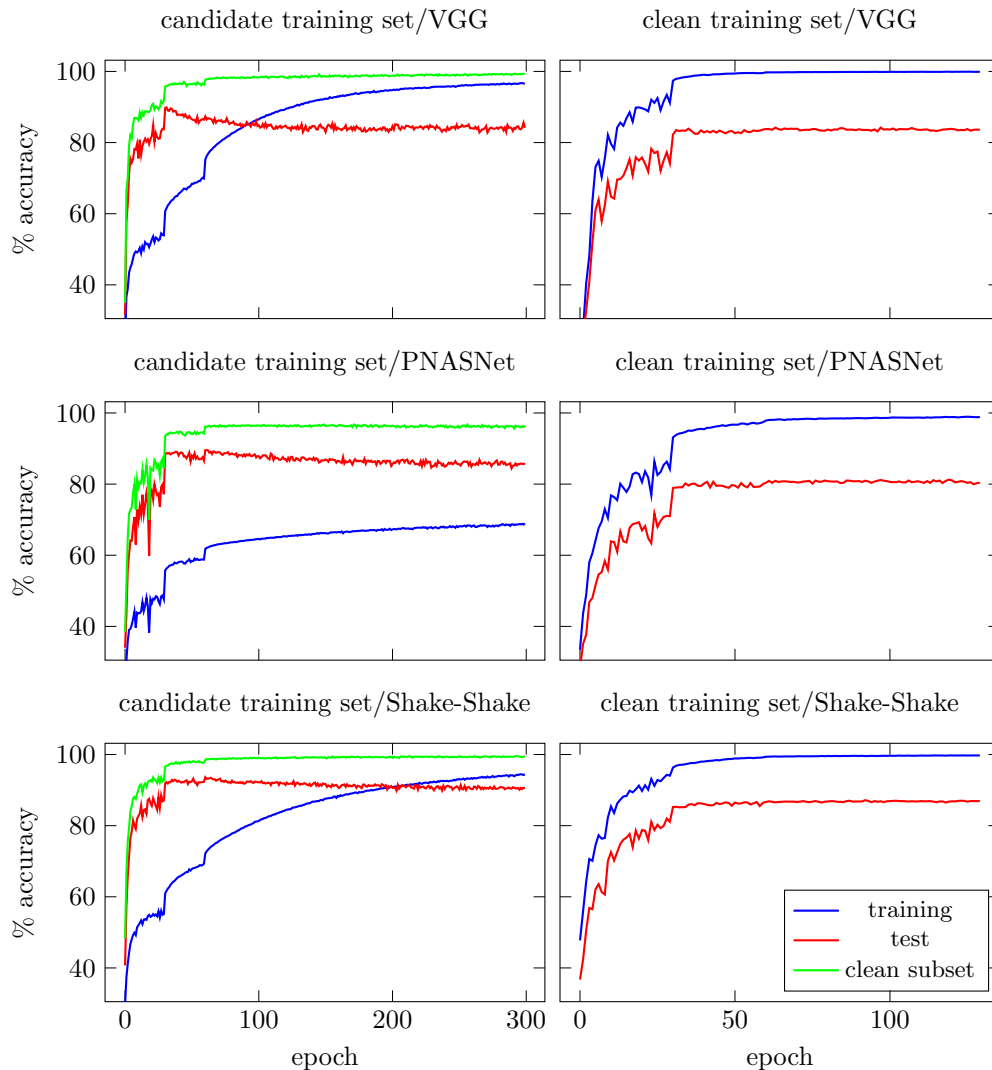 candidate training set/VGG
clean training set/VGG
100
80
60
40
% accuracy
candidate training set/PNASNet
clean training set/PNASNet
100
80
60
40
% accuracy
candidate training set/Shake-Shake
clean training set/Shake-Shake
100
80
60
40
% accuracy
training
test
clean subset
0 100 200 300
0 50 100
epoch
epoch